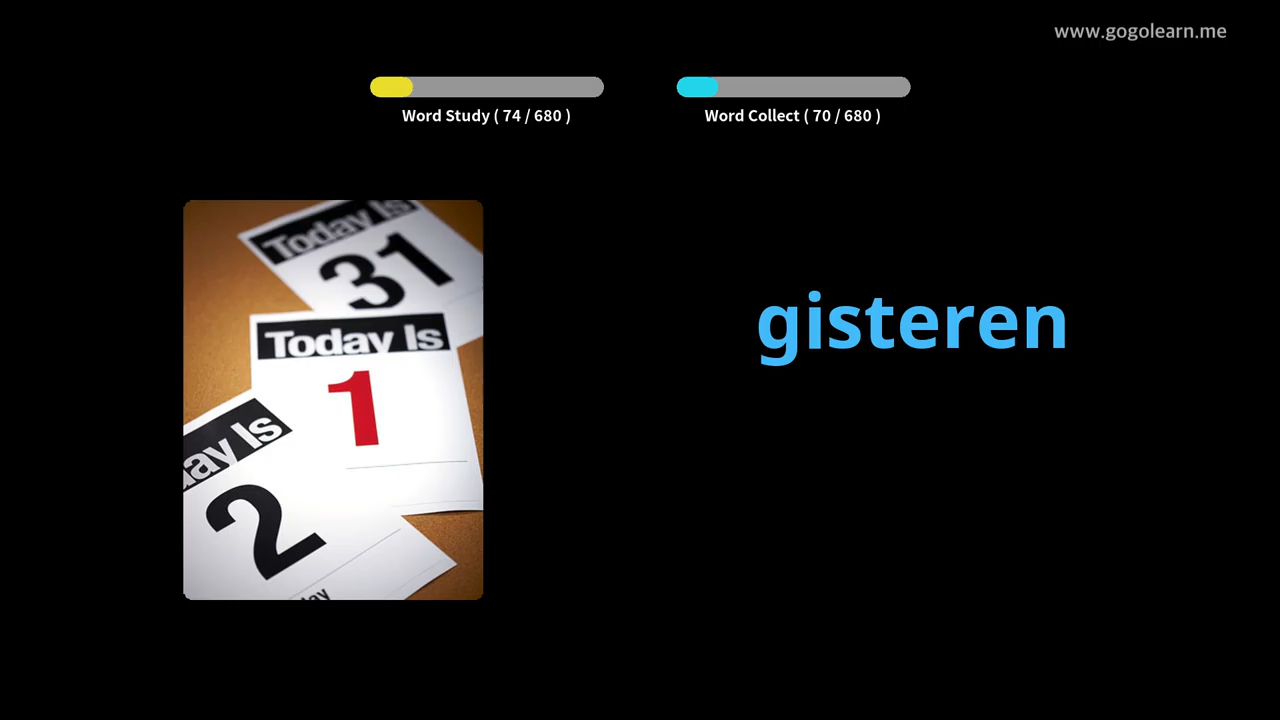 www.gogolearn.me
Word Study ( 74 / 680 )
Word Collect ( 70 / 680 )
Today Is
31
Today Is
1
ay Is
2
gisteren